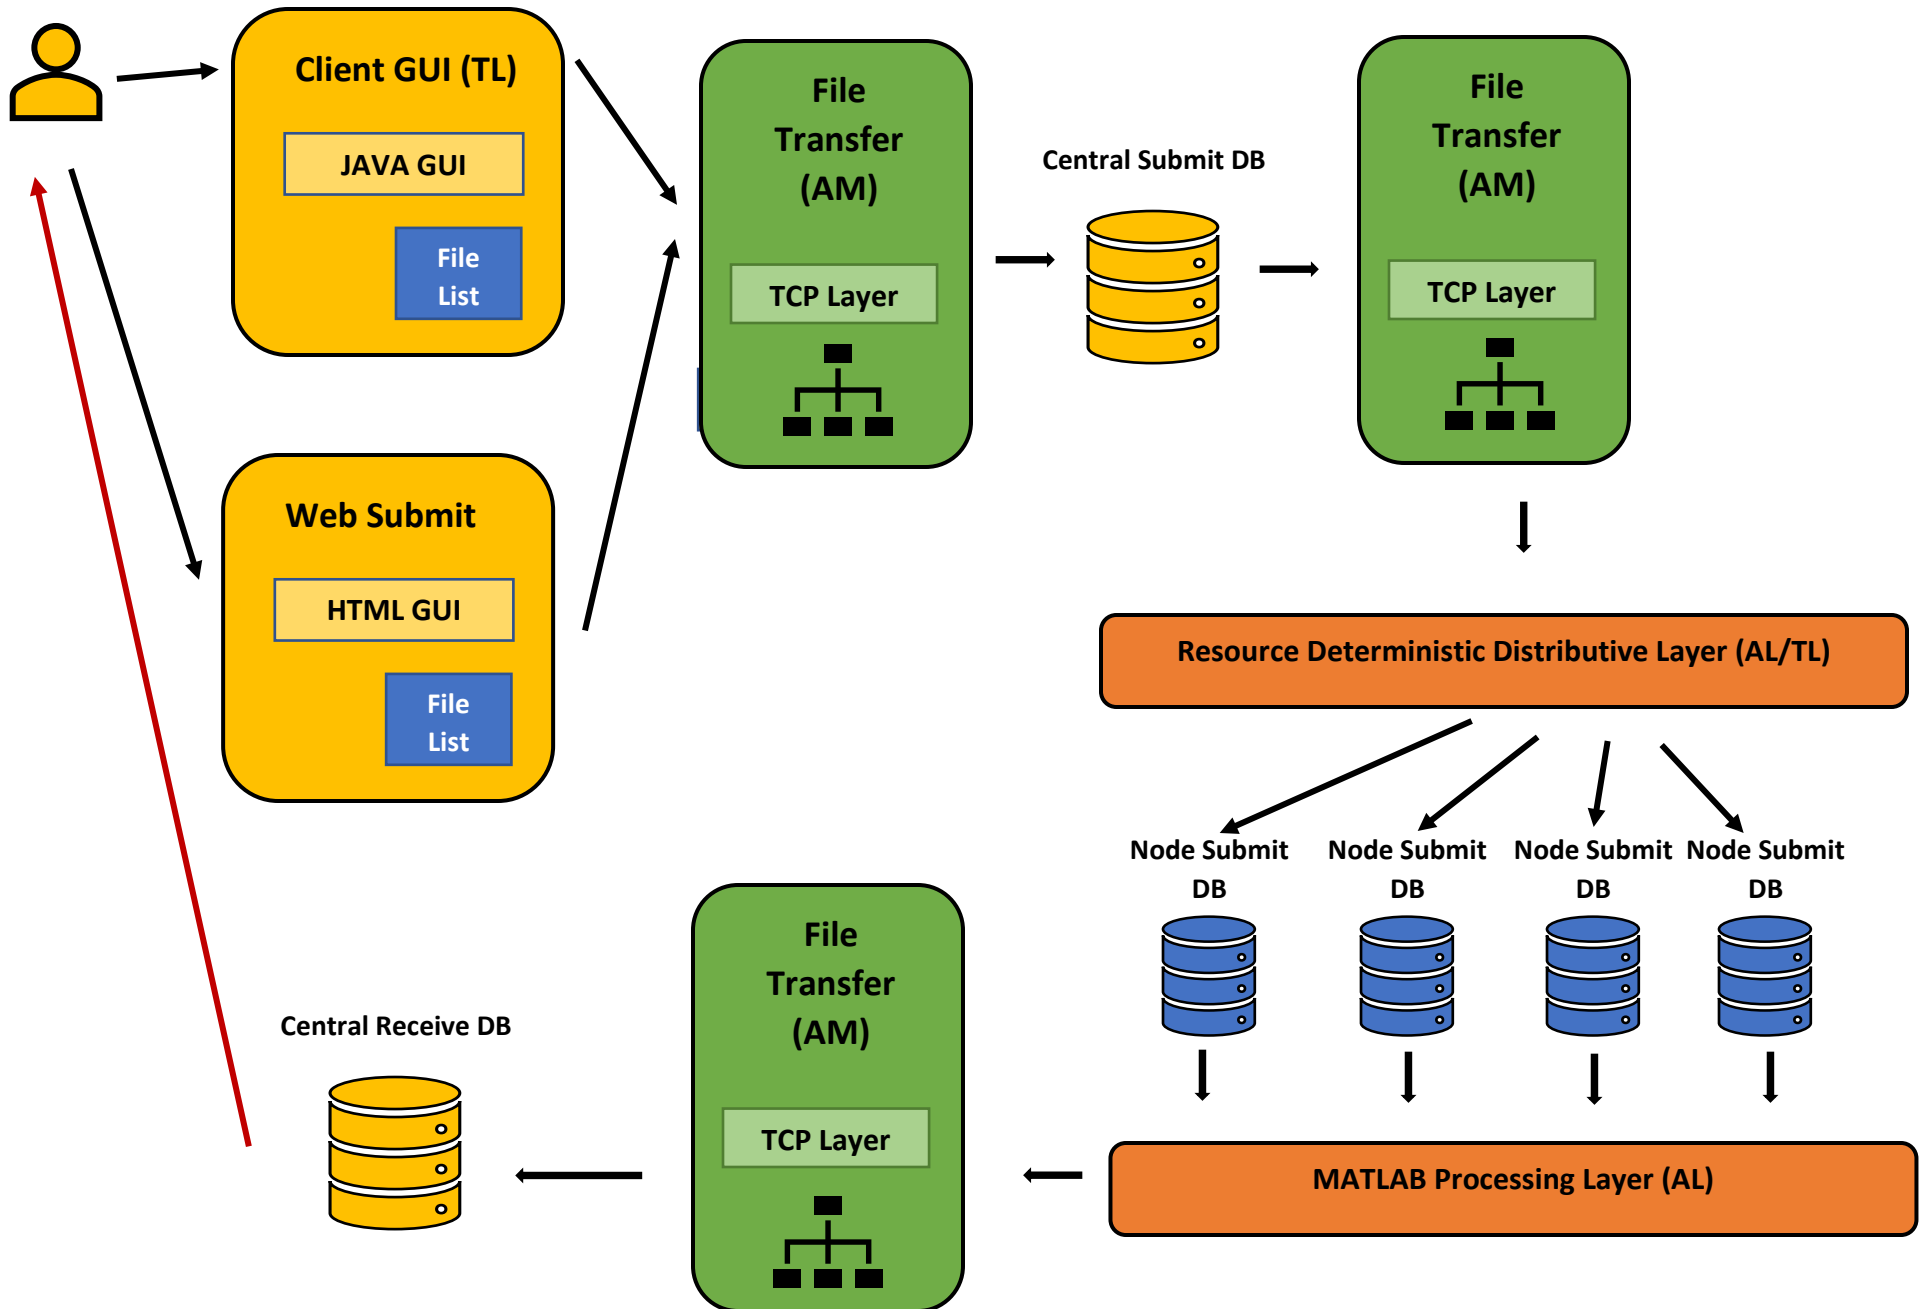 Client GUI (TL)
JAVA GUI
File
List
Web Submit
HTML GUI
File
List
File
Transfer
(AM)
TCP Layer
Central Submit DB
File
Transfer
(AM)
TCP Layer
Resource Deterministic Distributive Layer (AL/TL)
Node Submit
DB
Node Submit
DB
Node Submit
DB
Node Submit
DB
MATLAB Processing Layer (AL)
File
Transfer
(AM)
TCP Layer
Central Receive DB